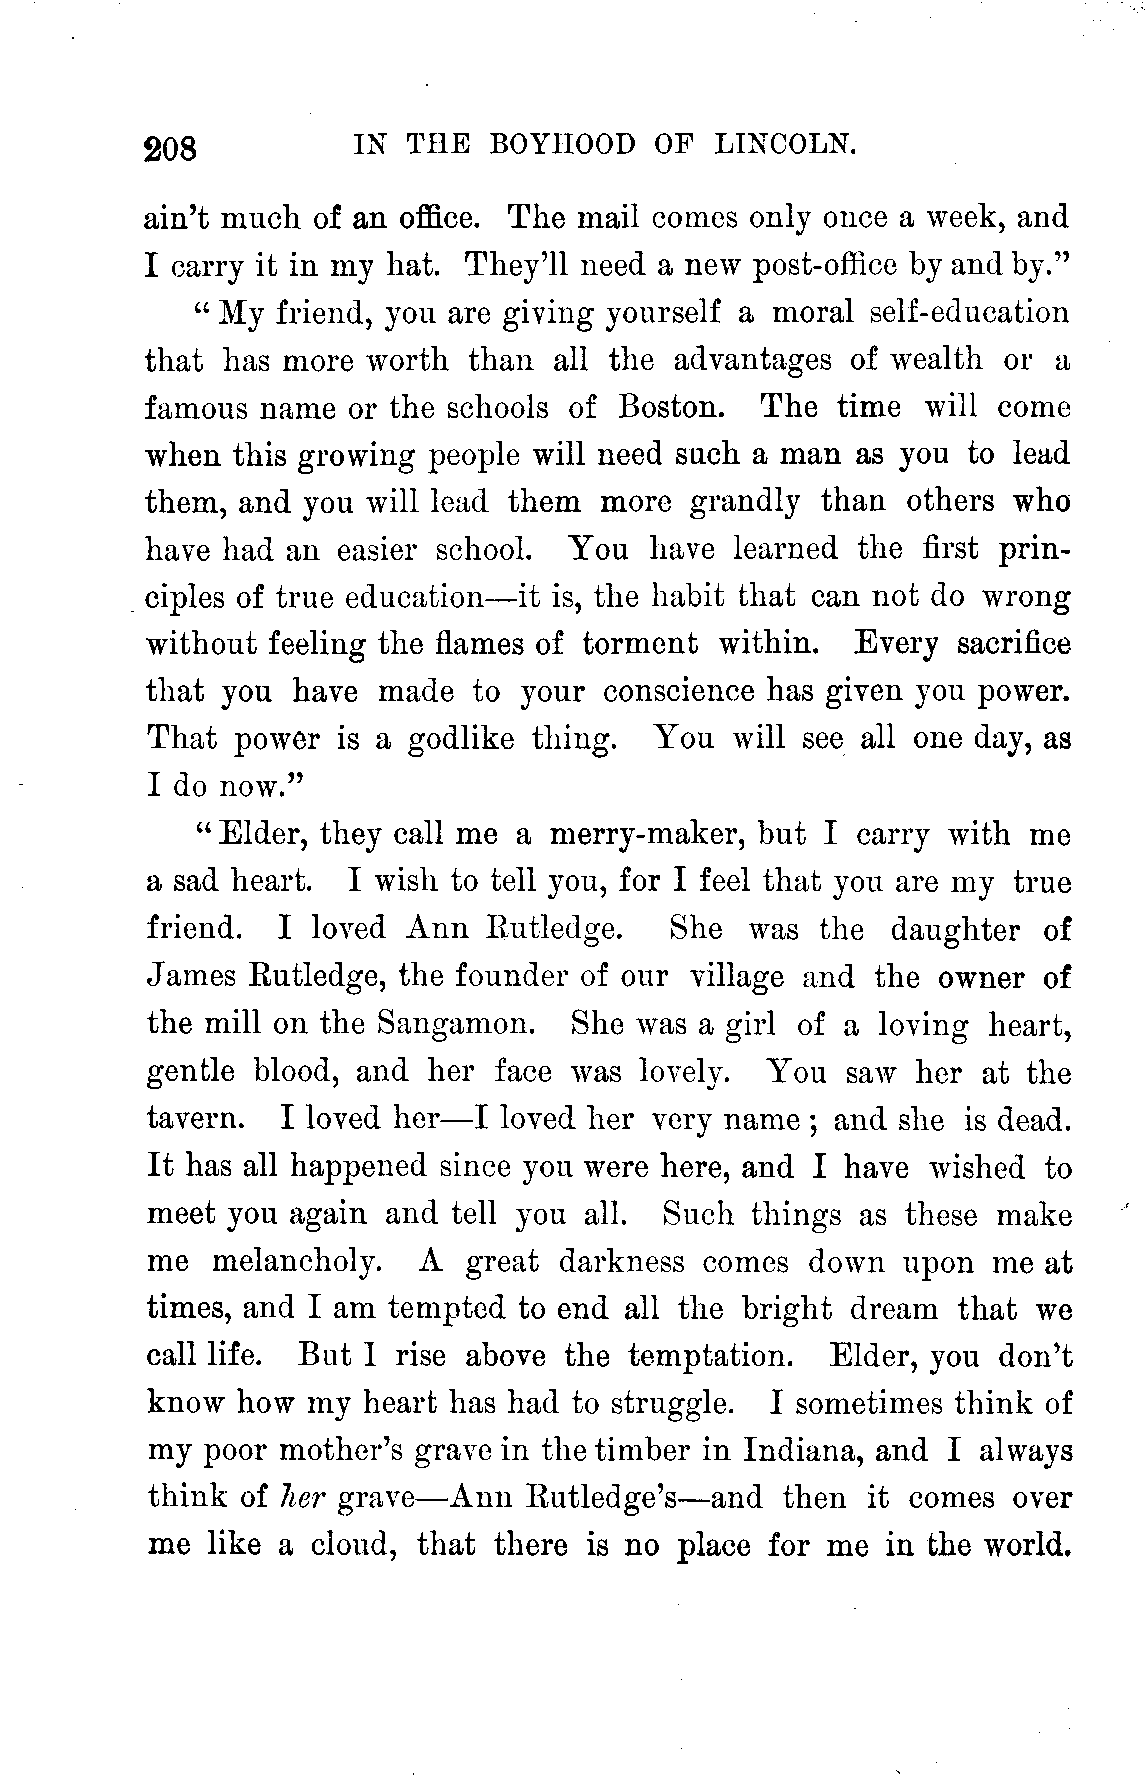 208 IN THE BOYHOOD OF LINCOLN.
ain't much of an office. The mail comes only once a week, and
I carry it in my hat. They'll need a new post-office by and by."
"My friend, you are giving yourself a moral self-education
that has more worth than all the advantages of wealth or a
famous name or the schools of Boston. The time will come
when this growing people will need such a man as you to lead
them, and you will lead them more grandly than others who
have had an easier school. You have learned the first prin-
ciples of true education—it is, the habit that can not do wrong
without feeling the flames of torment within. Every sacrifice
that you have made to your conscience has given you power.
That power is a godlike thing. You will see all one day, as
I do now."
"Elder, they call me a merry-maker, but I carry with me
a sad heart. I wish to tell you, for I feel that you are my true
friend. I loved Ann Rutledge. She was the daughter of
James Rutledge, the founder of our village and the owner of
the mill on the Sangamon. She was a girl of a loving heart,
gentle blood, and her face was lovely. You saw her at the
tavern. I loved her—I loved her very name; and she is dead.
It has all happened since you were here, and I have wished to
meet you again and tell you all. Such things as these make
me melancholy. A great darkness comes down upon me at
times, and I am tempted to end all the bright dream that we
call life. But I rise above the temptation. Elder, you don't
know how my heart has had to struggle. I sometimes think of
my poor mother's grave in the timber in Indiana, and I always
think of her grave—Ann Rutledge's—and then it comes over
me like a cloud, that there is no place for me in the world.